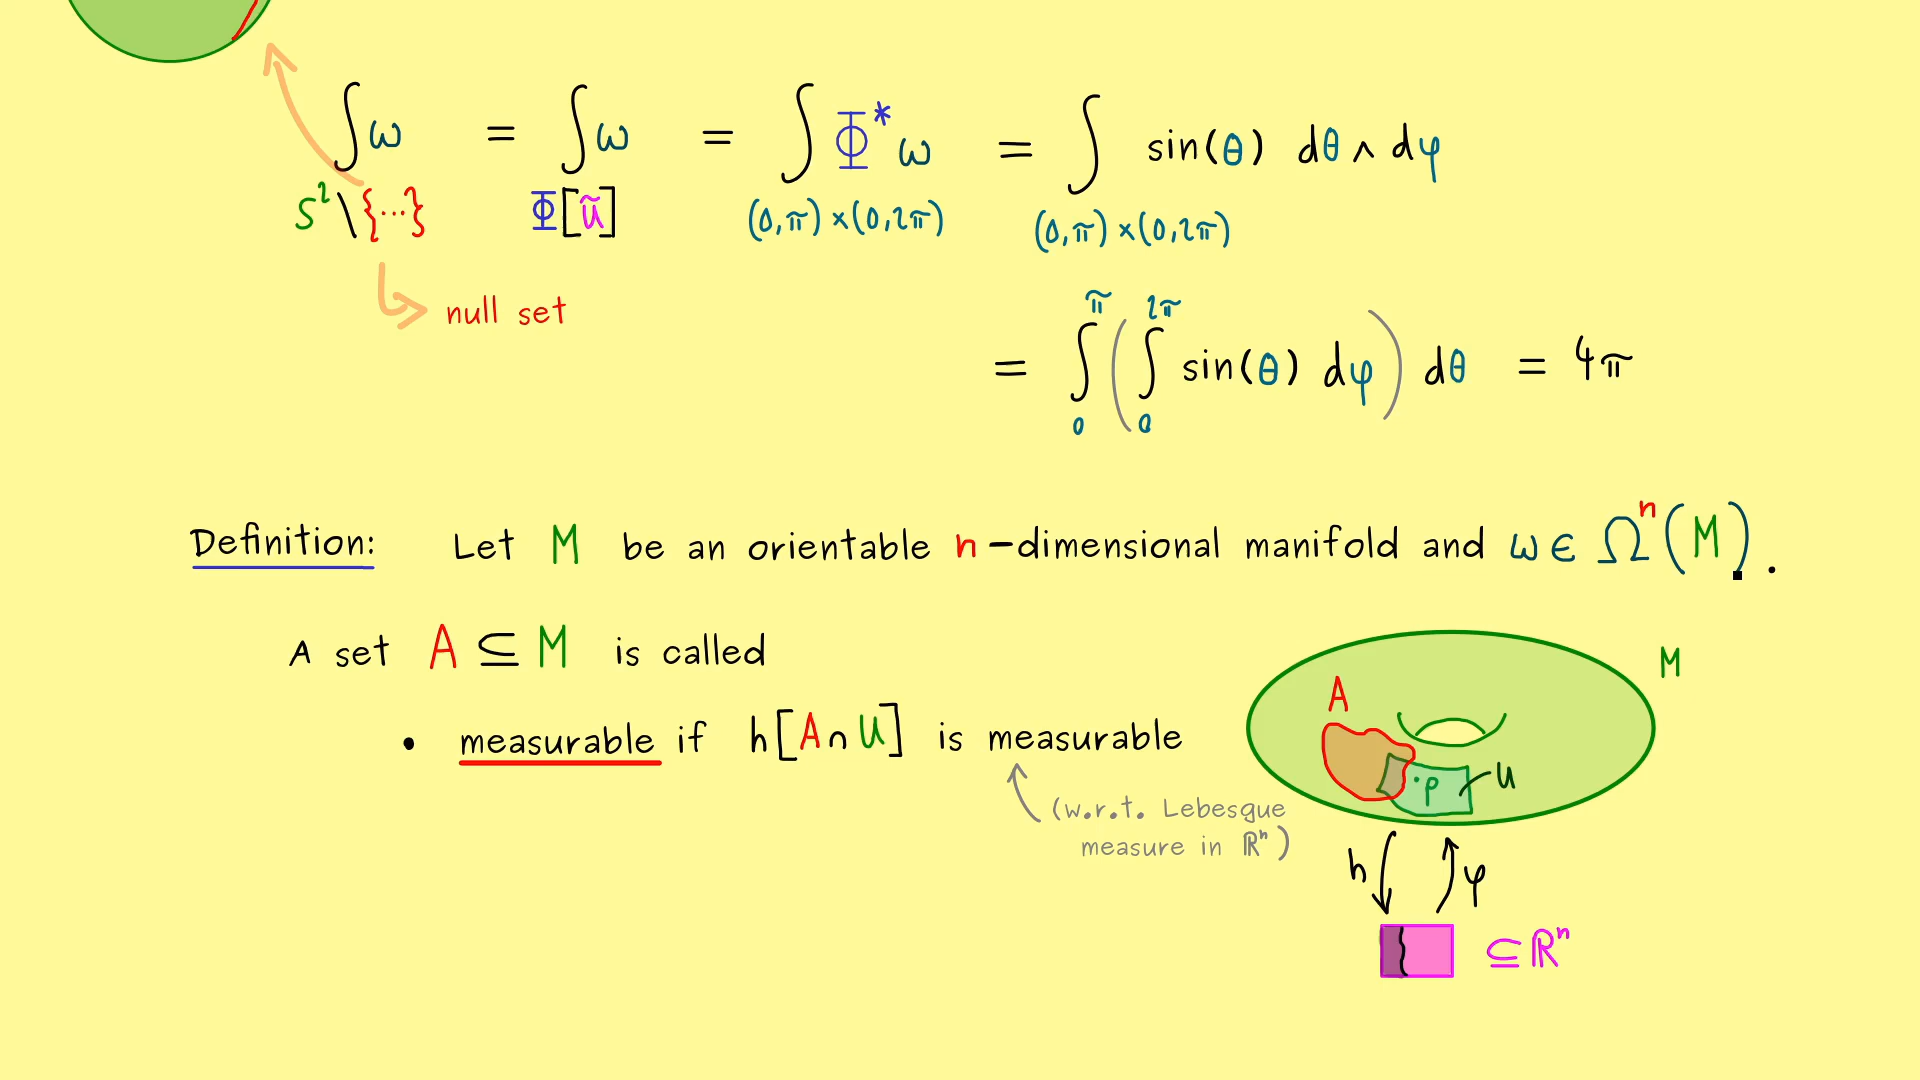 ∫ω = ∫ω = ∫Φ*ω = ∫ sin(θ) dθ ∧ dφ
S²\{...} Φ[ũ] (0,π)×(0,2π) (0,π)×(0,2π)
null set
= ∫₀^π ( ∫₀^2π sin(θ) dφ ) dθ = 4π
Definition: Let M be an orientable n-dimensional manifold and ω ∈ Ωⁿ(M).
A set A ⊆ M is called
• measurable if h[A∩U] is measurable
(w.r.t. Lebesgue
measure in ℝⁿ)
M
A
p
U
h φ
⊆ ℝⁿ